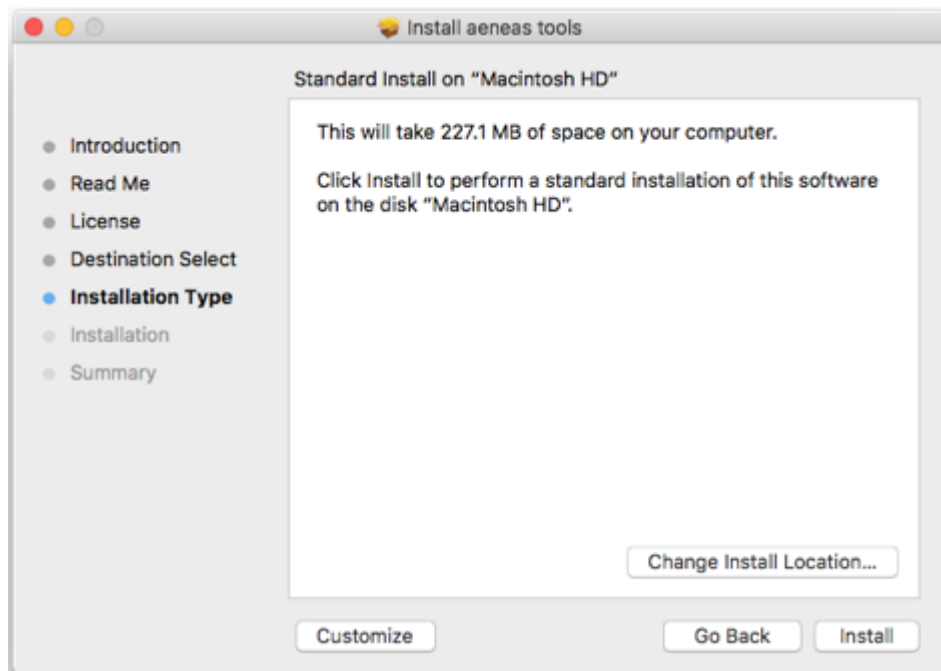 Install aeneas tools
Standard Install on “Macintosh HD”
Introduction
Read Me
License
Destination Select
Installation Type
Installation
Summary
This will take 227.1 MB of space on your computer.
Click Install to perform a standard installation of this software
on the disk “Macintosh HD”.
Change Install Location...
Customize
Go Back
Install